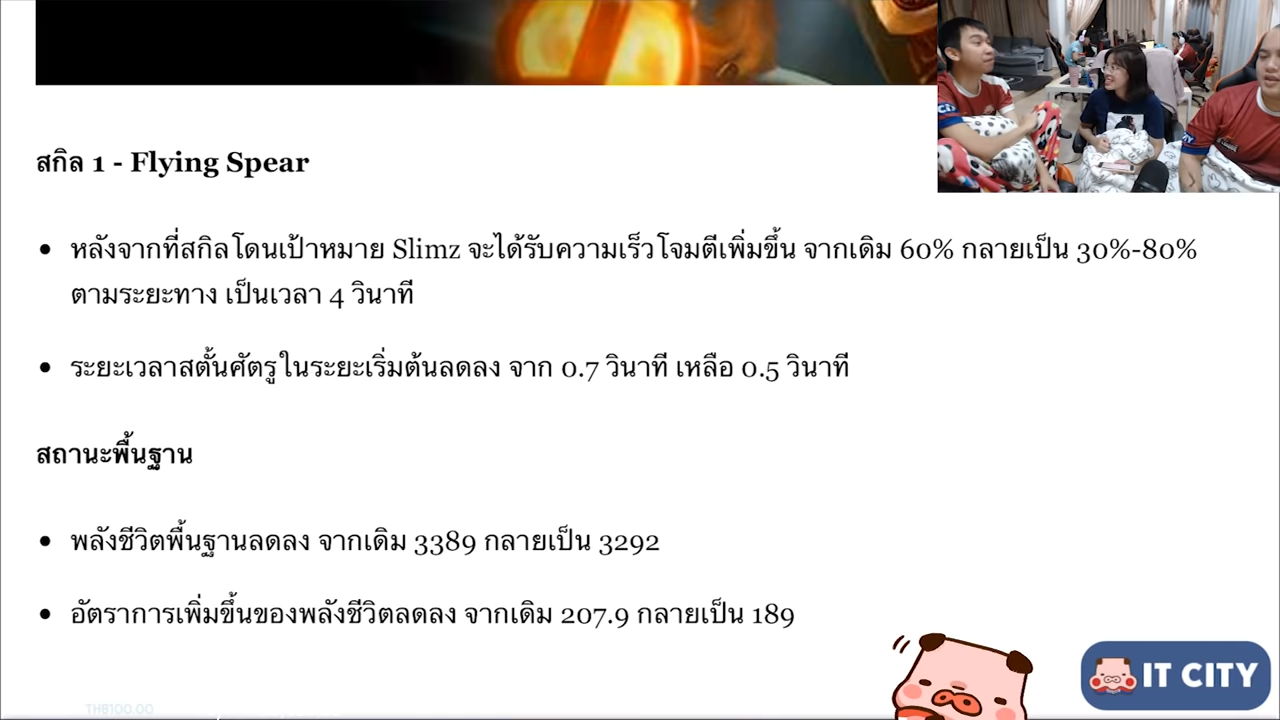 สกิล 1 - Flying Spear
หลังจากที่สกิลโดนเป้าหมาย Slimz จะได้รับความเร็วโจมตีเพิ่มขึ้น จากเดิม 60% กลายเป็น 30%-80%
ตามระยะทาง เป็นเวลา 4 วินาที
ระยะเวลาสตั้นศัตรูในระยะเริ่มต้นลดลง จาก 0.7 วินาที เหลือ 0.5 วินาที
สถานะพื้นฐาน
พลังชีวิตพื้นฐานลดลง จากเดิม 3389 กลายเป็น 3292
อัตราการเพิ่มขึ้นของพลังชีวิตลดลง จากเดิม 207.9 กลายเป็น 189
IT CITY
THB100.00